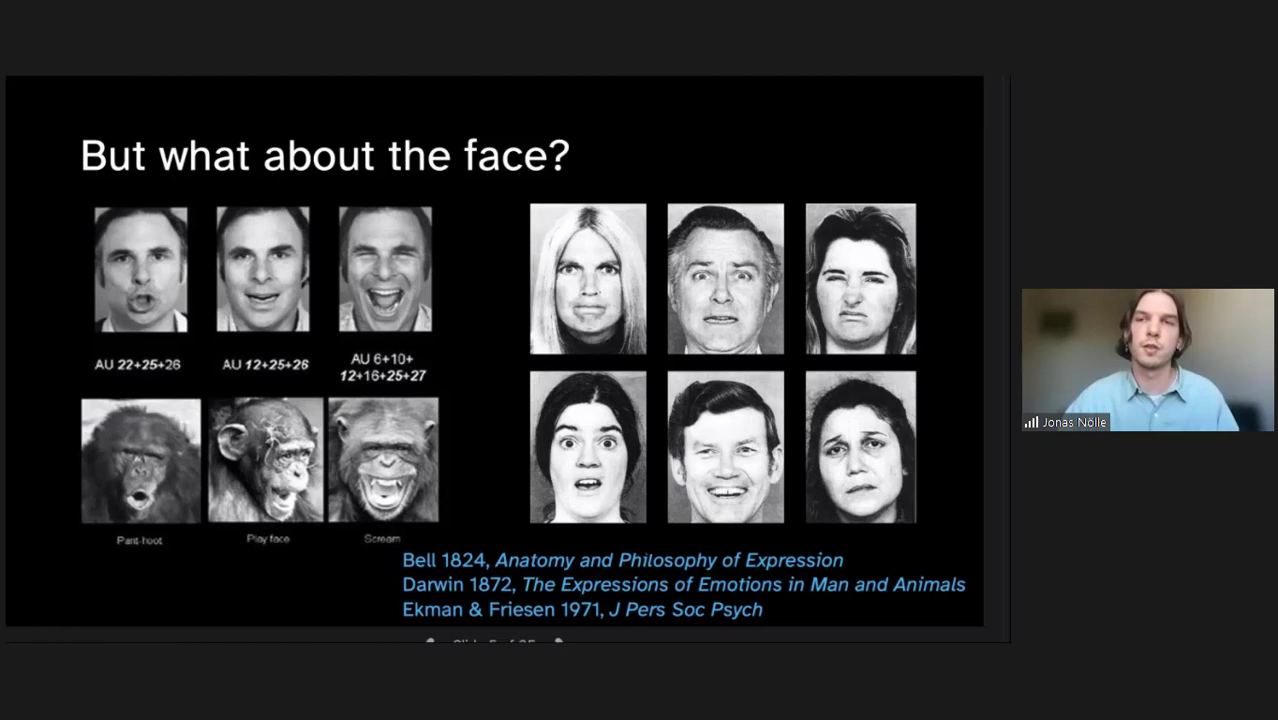 But what about the face?
AU 22+25+26
AU 12+25+26
AU 6+10+
12+16+25+27
Pant-hoot
Play face
Scream
Bell 1824, Anatomy and Philosophy of Expression
Darwin 1872, The Expressions of Emotions in Man and Animals
Ekman & Friesen 1971, J Pers Soc Psych
Jonas Nölle